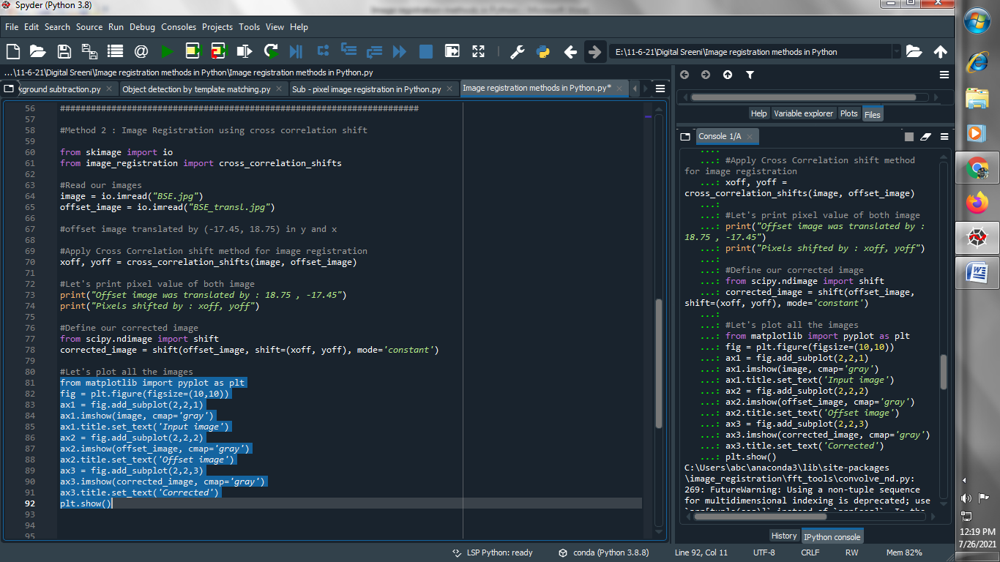 Spyder (Python 3.8)
File Edit Search Source Run Debug Consoles Projects Tools View Help
E:\11-6-21\Digital Sreeni\Image registration methods in Python
...\11-6-21\Digital Sreeni\Image registration methods in Python\Image registration methods in Python.py
kground subtraction.py Object detection by template matching.py Sub - pixel image registration in Python.py Image registration methods in Python.py*
56 ######################################################################
57
58 #Method 2 : Image Registration using cross correlation shift
59
60 from skimage import io
61 from image_registration import cross_correlation_shifts
62
63 #Read our images
64 image = io.imread("BSE.jpg")
65 offset_image = io.imread("BSE_transl.jpg")
66
67 #offset image translated by (-17.45, 18.75) in y and x
68
69 #Apply Cross Correlation shift method for image registration
70 xoff, yoff = cross_correlation_shifts(image, offset_image)
71
72 #Let's print pixel value of both image
73 print("Offset image was translated by : 18.75 , -17.45")
74 print("Pixels shifted by : xoff, yoff")
75
76 #Define our corrected image
77 from scipy.ndimage import shift
78 corrected_image = shift(offset_image, shift=(xoff, yoff), mode='constant')
79
80 #Let's plot all the images
81 from matplotlib import pyplot as plt
82 fig = plt.figure(figsize=(10,10))
83 ax1 = fig.add_subplot(2,2,1)
84 ax1.imshow(image, cmap='gray')
85 ax1.title.set_text('Input image')
86 ax2 = fig.add_subplot(2,2,2)
87 ax2.imshow(offset_image, cmap='gray')
88 ax2.title.set_text('Offset image')
89 ax3 = fig.add_subplot(2,2,3)
90 ax3.imshow(corrected_image, cmap='gray')
91 ax3.title.set_text('Corrected')
92 plt.show()
93
94
95
Help Variable explorer Plots Files
Console 1/A
...:
...: #Apply Cross Correlation shift method
for image registration
...: xoff, yoff =
cross_correlation_shifts(image, offset_image)
...:
...: #Let's print pixel value of both image
...: print("Offset image was translated by :
18.75 , -17.45")
...: print("Pixels shifted by : xoff, yoff")
...:
...: #Define our corrected image
...: from scipy.ndimage import shift
...: corrected_image = shift(offset_image,
shift=(xoff, yoff), mode='constant')
...:
...: #Let's plot all the images
...: from matplotlib import pyplot as plt
...: fig = plt.figure(figsize=(10,10))
...: ax1 = fig.add_subplot(2,2,1)
...: ax1.imshow(image, cmap='gray')
...: ax1.title.set_text('Input image')
...: ax2 = fig.add_subplot(2,2,2)
...: ax2.imshow(offset_image, cmap='gray')
...: ax2.title.set_text('Offset image')
...: ax3 = fig.add_subplot(2,2,3)
...: ax3.imshow(corrected_image, cmap='gray')
...: ax3.title.set_text('Corrected')
...: plt.show()
C:\Users\abc\anaconda3\lib\site-packages
\image_registration\fft_tools\convolve_nd.py:
269: FutureWarning: Using a non-tuple sequence
for multidimensional indexing is deprecated; use
History IPython console
LSP Python: ready conda (Python 3.8.8) Line 92, Col 11 UTF-8 CRLF RW Mem 82%
12:19 PM
7/26/2021